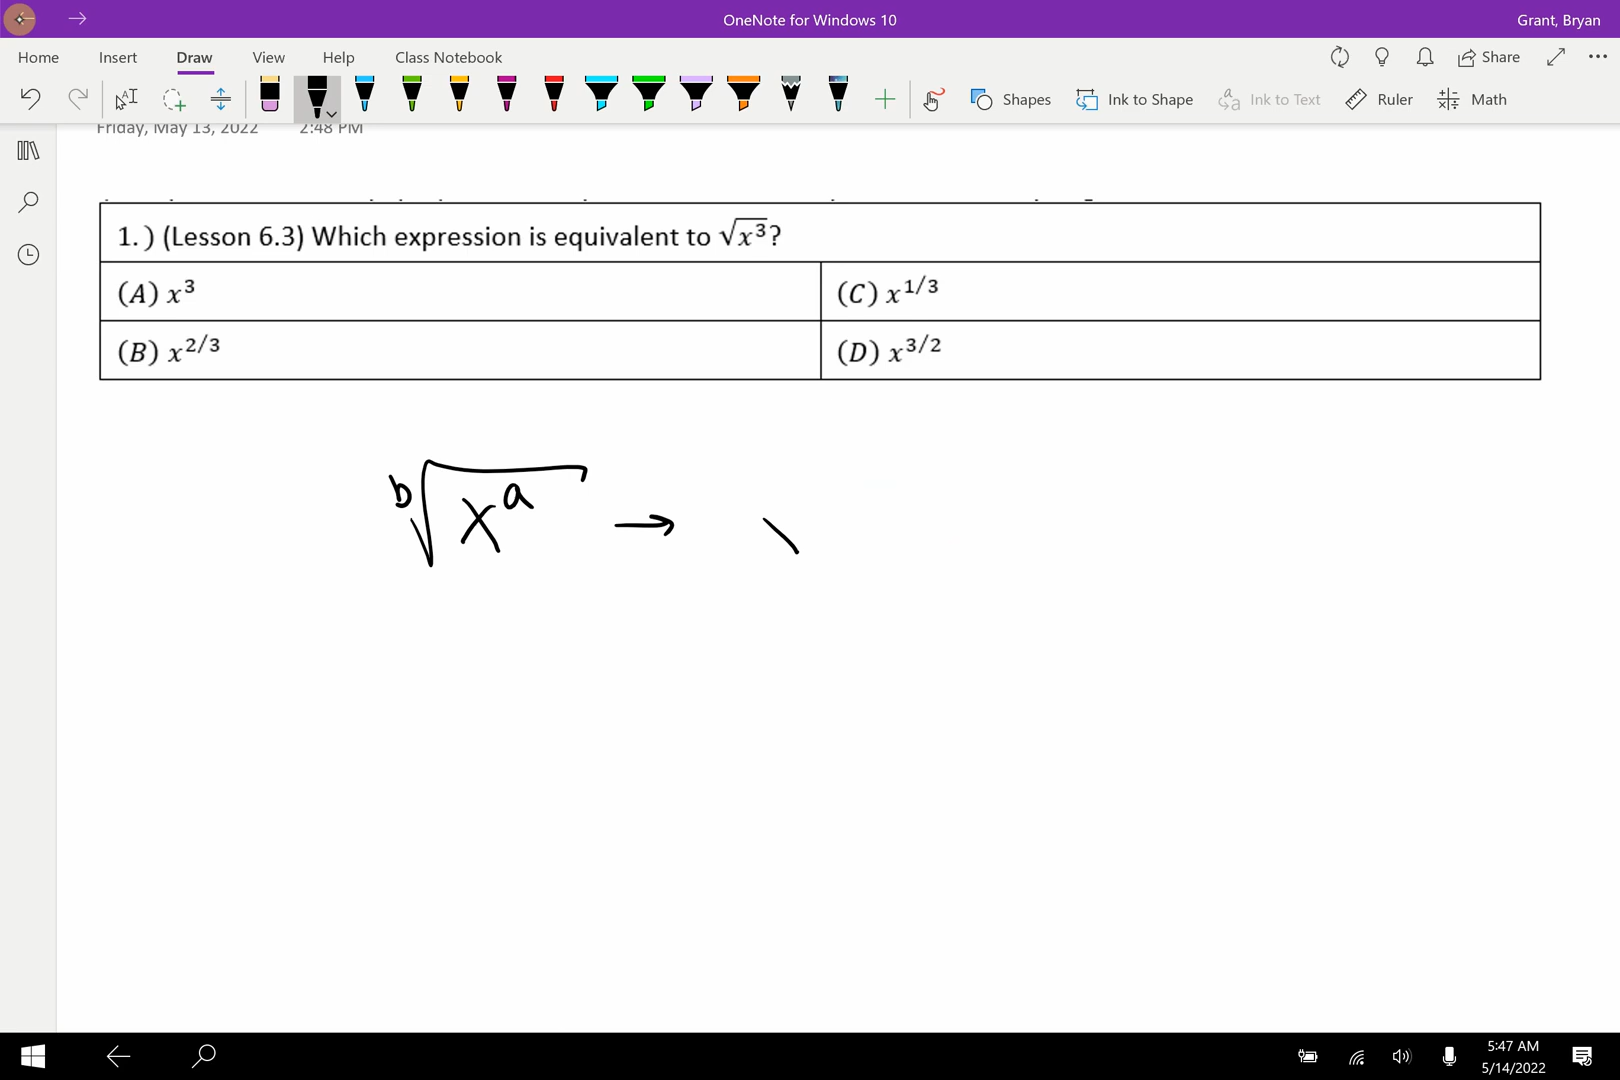 OneNote for Windows 10
Grant, Bryan
Home Insert Draw View Help Class Notebook
Share
Shapes Ink to Shape Ink to Text Ruler Math
Friday, May 13, 2022 2:48 PM
1. ) (Lesson 6.3) Which expression is equivalent to √x³?
(A) x³
(C) x^1/3
(B) x^2/3
(D) x^3/2
b√x^a →
5:47 AM
5/14/2022